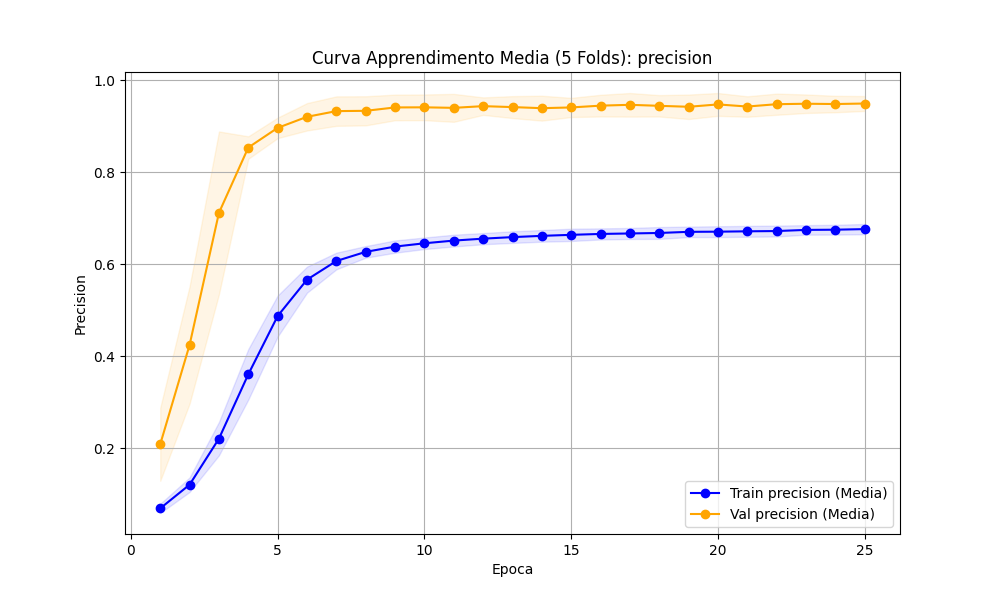 Curva Apprendimento Media (5 Folds): precision
1.0
0.8
0.6
0.4
0.2
Precision
0 5 10 15 20 25
Epoca
Train precision (Media)
Val precision (Media)